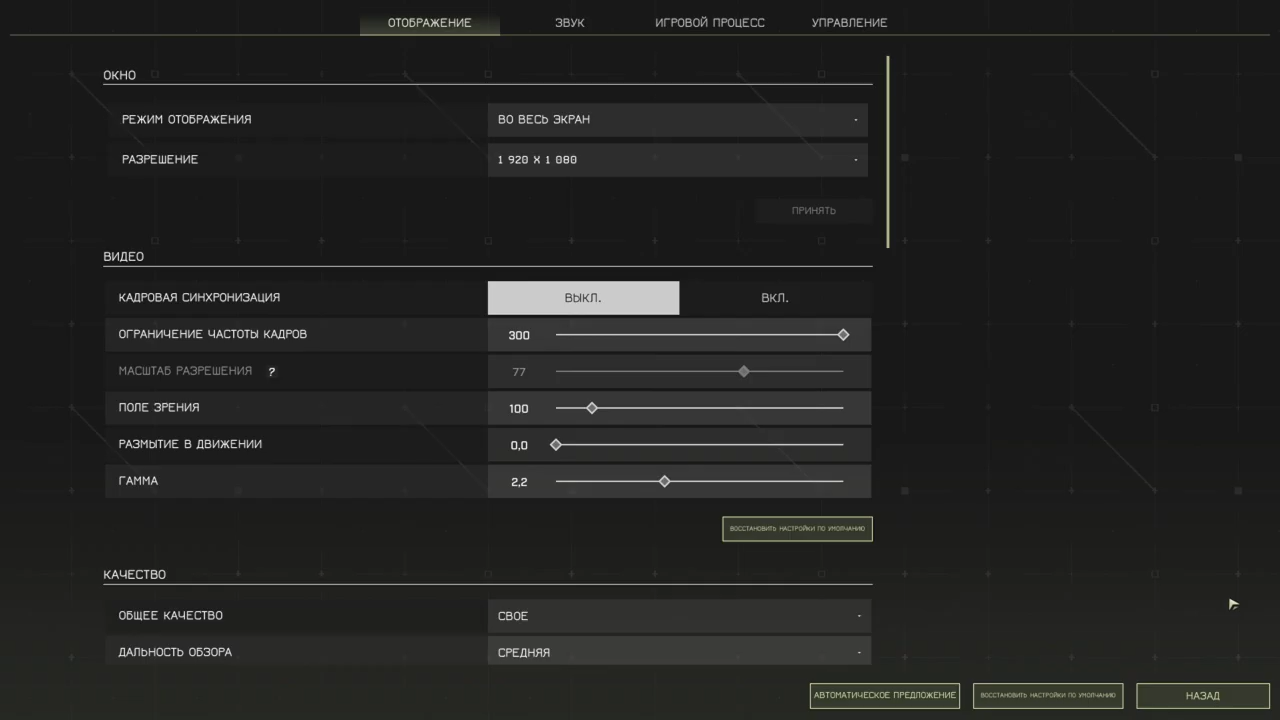 ОТОБРАЖЕНИЕ ЗВУК ИГРОВОЙ ПРОЦЕСС УПРАВЛЕНИЕ
ОКНО
РЕЖИМ ОТОБРАЖЕНИЯ ВО ВЕСЬ ЭКРАН
РАЗРЕШЕНИЕ 1 920 X 1 080
ПРИНЯТЬ
ВИДЕО
КАДРОВАЯ СИНХРОНИЗАЦИЯ ВЫКЛ. ВКЛ.
ОГРАНИЧЕНИЕ ЧАСТОТЫ КАДРОВ 300
МАСШТАБ РАЗРЕШЕНИЯ ? 77
ПОЛЕ ЗРЕНИЯ 100
РАЗМЫТИЕ В ДВИЖЕНИИ 0,0
ГАММА 2,2
ВОССТАНОВИТЬ НАСТРОЙКИ ПО УМОЛЧАНИЮ
КАЧЕСТВО
ОБЩЕЕ КАЧЕСТВО СВОЕ
ДАЛЬНОСТЬ ОБЗОРА СРЕДНЯЯ
АВТОМАТИЧЕСКОЕ ПРЕДЛОЖЕНИЕ ВОССТАНОВИТЬ НАСТРОЙКИ ПО УМОЛЧАНИЮ НАЗАД